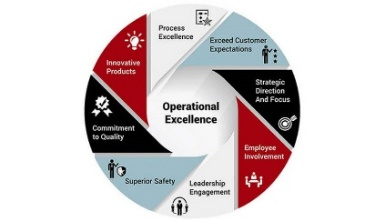 Process
Excellence
Exceed Customer
Expectations
Strategic
Direction
And Focus
Employee
Involvement
Leadership
Engagement
Superior Safety
Commitment
to Quality
Innovative
Products
Operational
Excellence